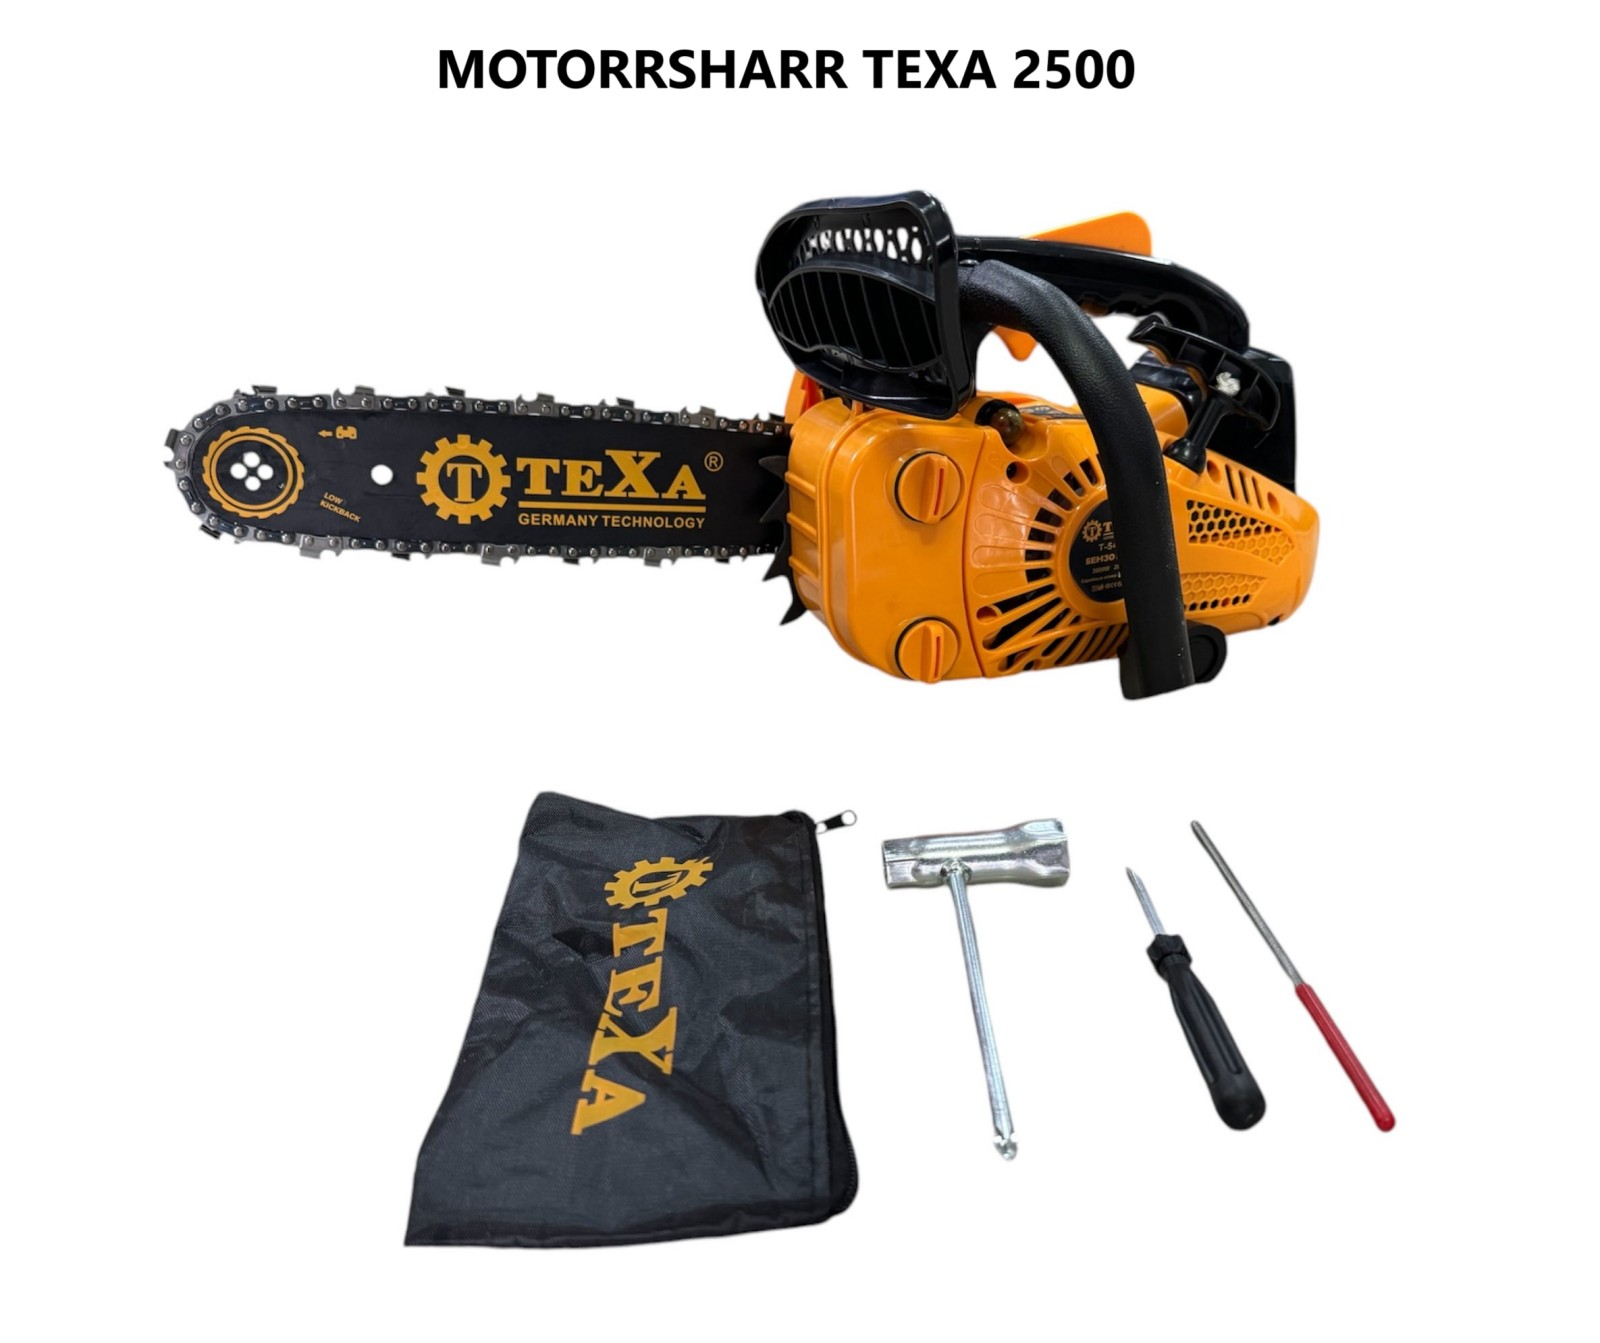 MOTORRSHARR TEXA 2500
LOW
KICKBACK
T TEXA®
GERMANY TECHNOLOGY
T
TEXA